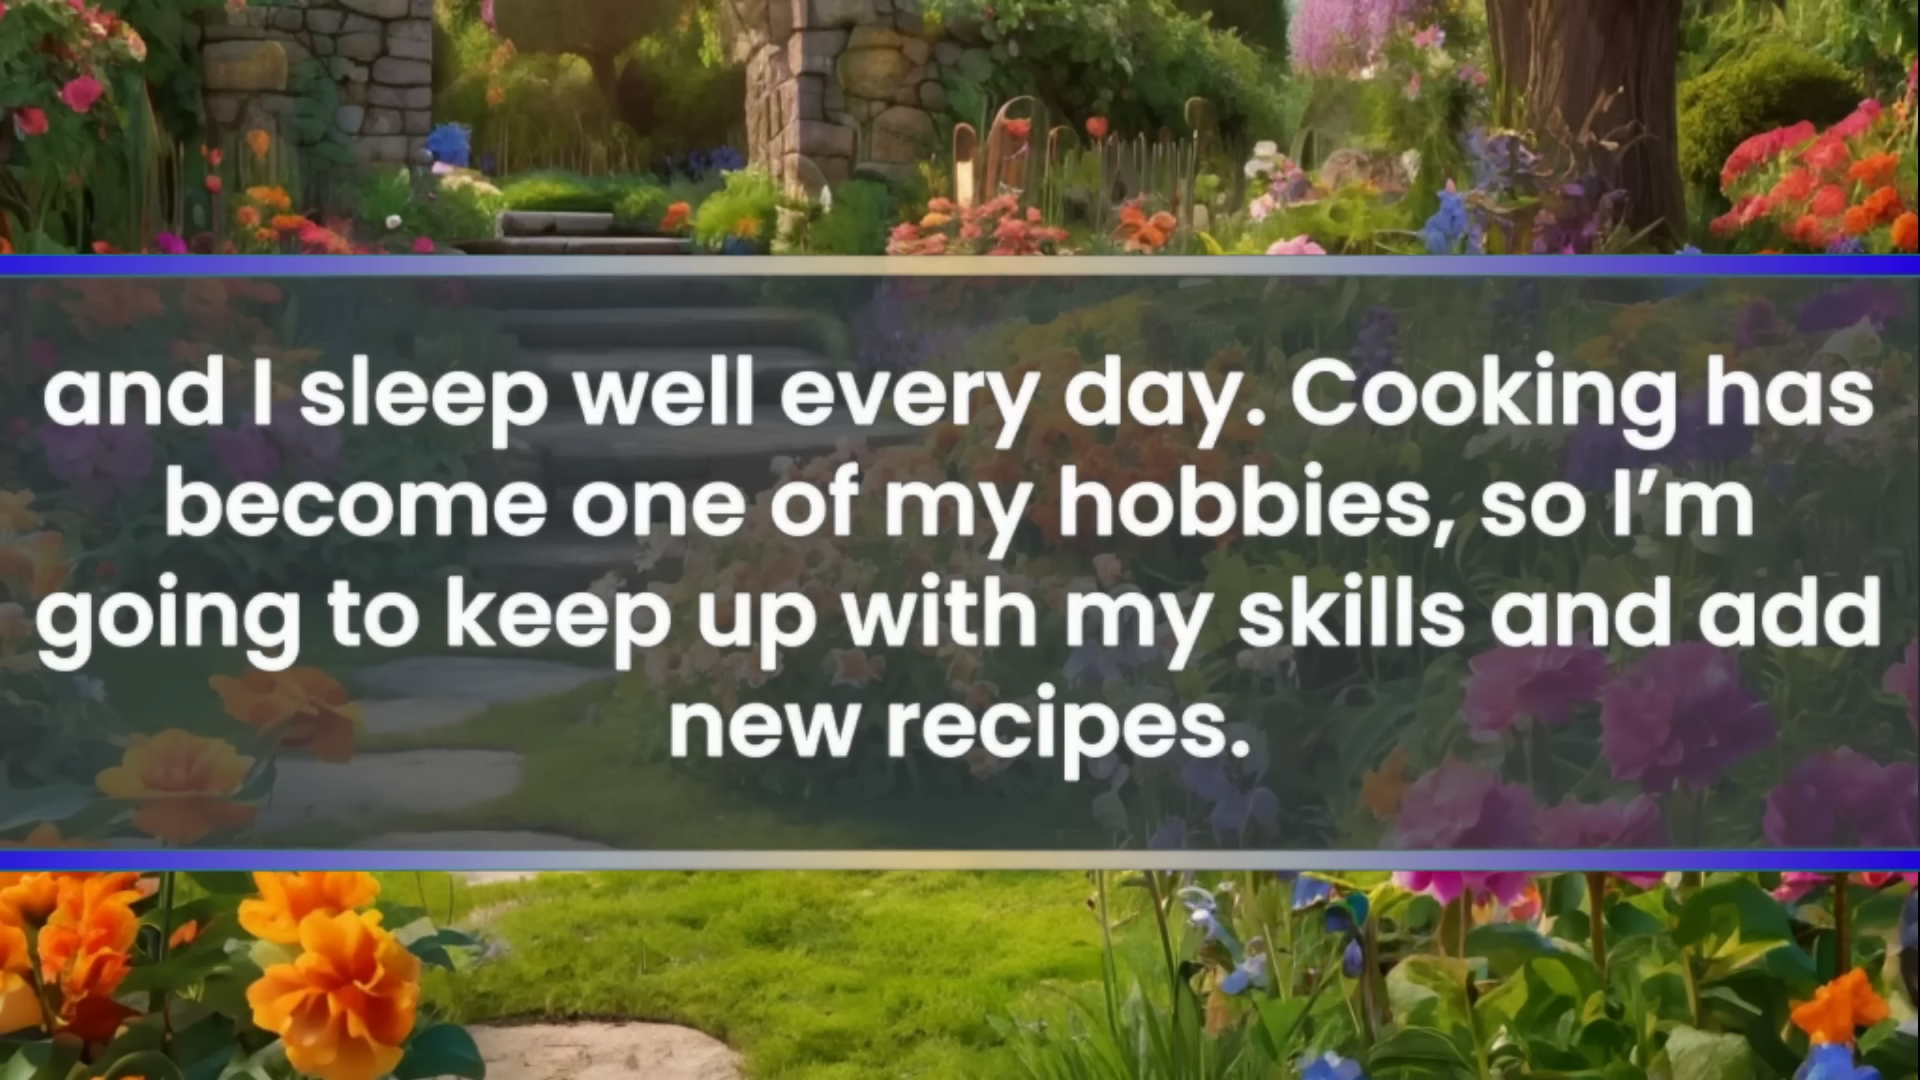 and I sleep well every day. Cooking has
become one of my hobbies, so I’m
going to keep up with my skills and add
new recipes.